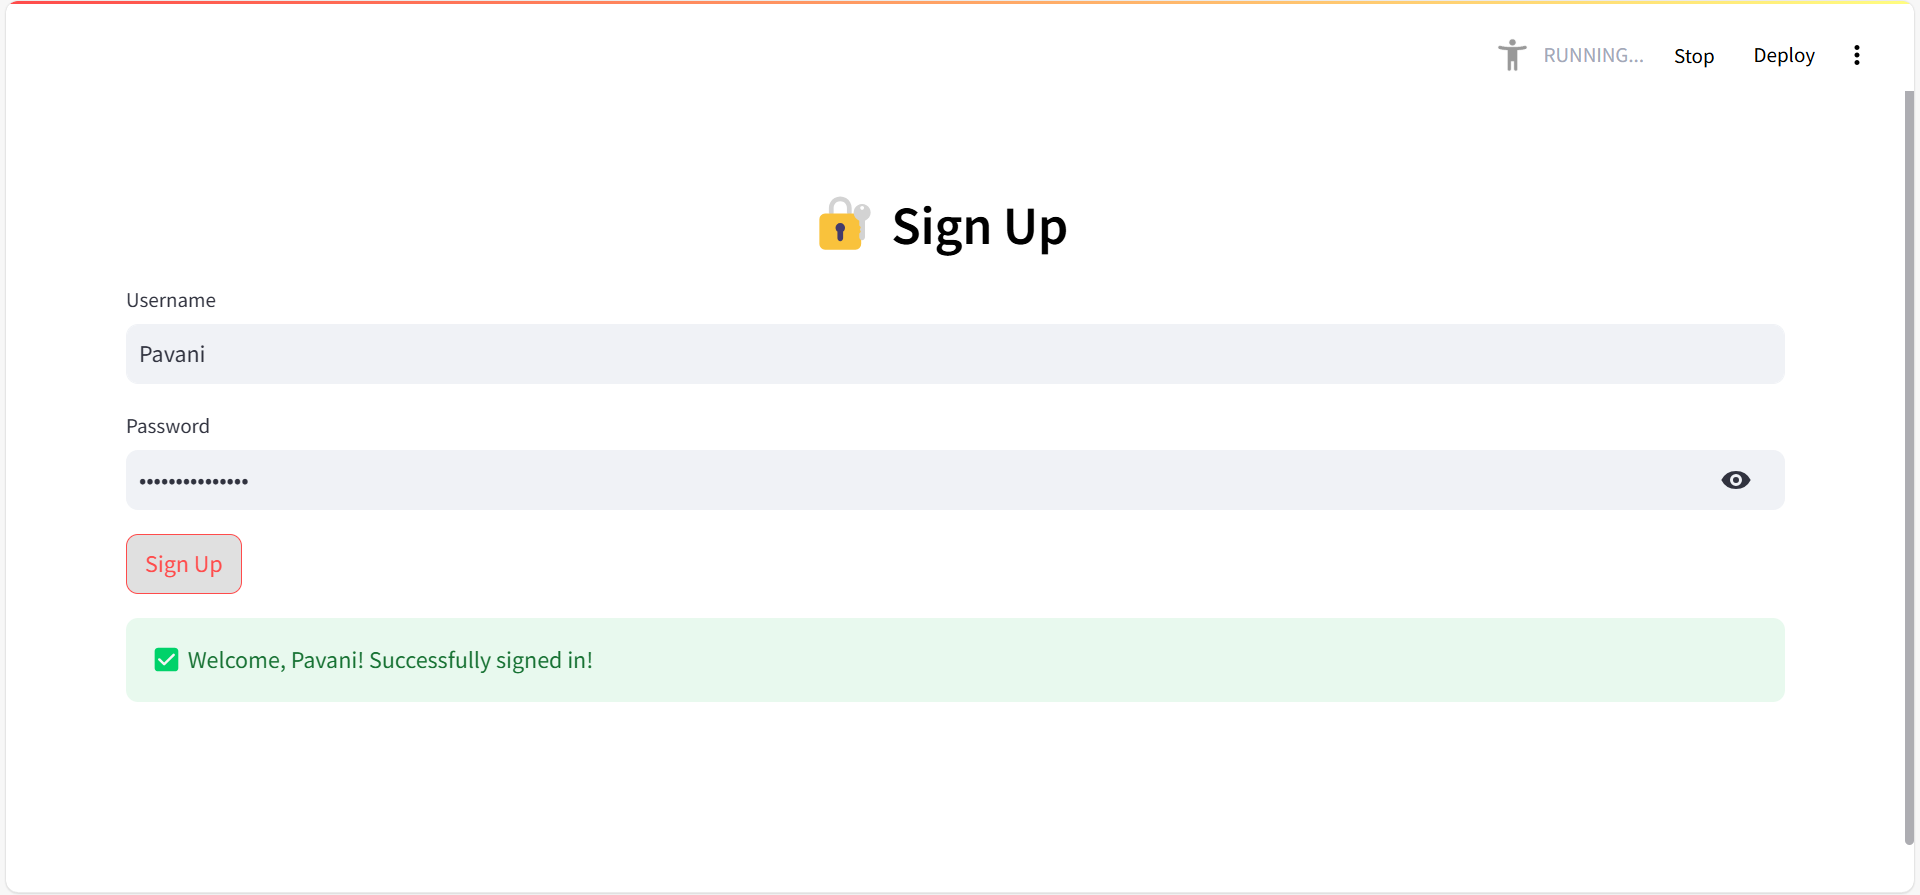 RUNNING... Stop Deploy
Sign Up
Username
Pavani
Password
•••••••••••••••
Sign Up
Welcome, Pavani! Successfully signed in!